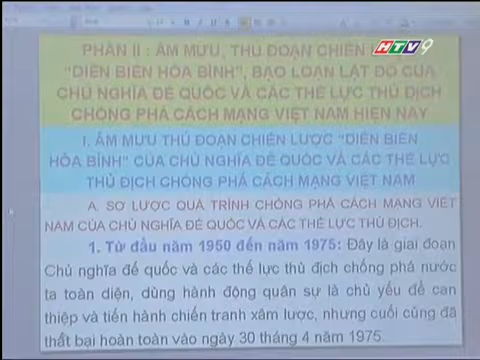 PHẦN II : ÂM MƯU, THỦ ĐOẠN CHIẾN
HTV9
"DIỄN BIẾN HÒA BÌNH", BẠO LOẠN LẬT ĐỔ CỦA
CHỦ NGHĨA ĐẾ QUỐC VÀ CÁC THẾ LỰC THÙ ĐỊCH
CHỐNG PHÁ CÁCH MẠNG VIỆT NAM HIỆN NAY
I. ÂM MƯU THỦ ĐOẠN CHIẾN LƯỢC "DIỄN BIẾN
HÒA BÌNH" CỦA CHỦ NGHĨA ĐẾ QUỐC VÀ CÁC THẾ LỰC
THÙ ĐỊCH CHỐNG PHÁ CÁCH MẠNG VIỆT NAM
A. SƠ LƯỢC QUÁ TRÌNH CHỐNG PHÁ CÁCH MẠNG VIỆT
NAM CỦA CHỦ NGHĨA ĐẾ QUỐC VÀ CÁC THẾ LỰC THÙ ĐỊCH.
1. Từ đầu năm 1950 đến năm 1975: Đây là giai đoạn
Chủ nghĩa đế quốc và các thế lực thù địch chống phá nước
ta toàn diện, dùng hành động quân sự là chủ yếu để can
thiệp và tiến hành chiến tranh xâm lược, nhưng cuối cùng đã
thất bại hoàn toàn vào ngày 30 tháng 4 năm 1975.